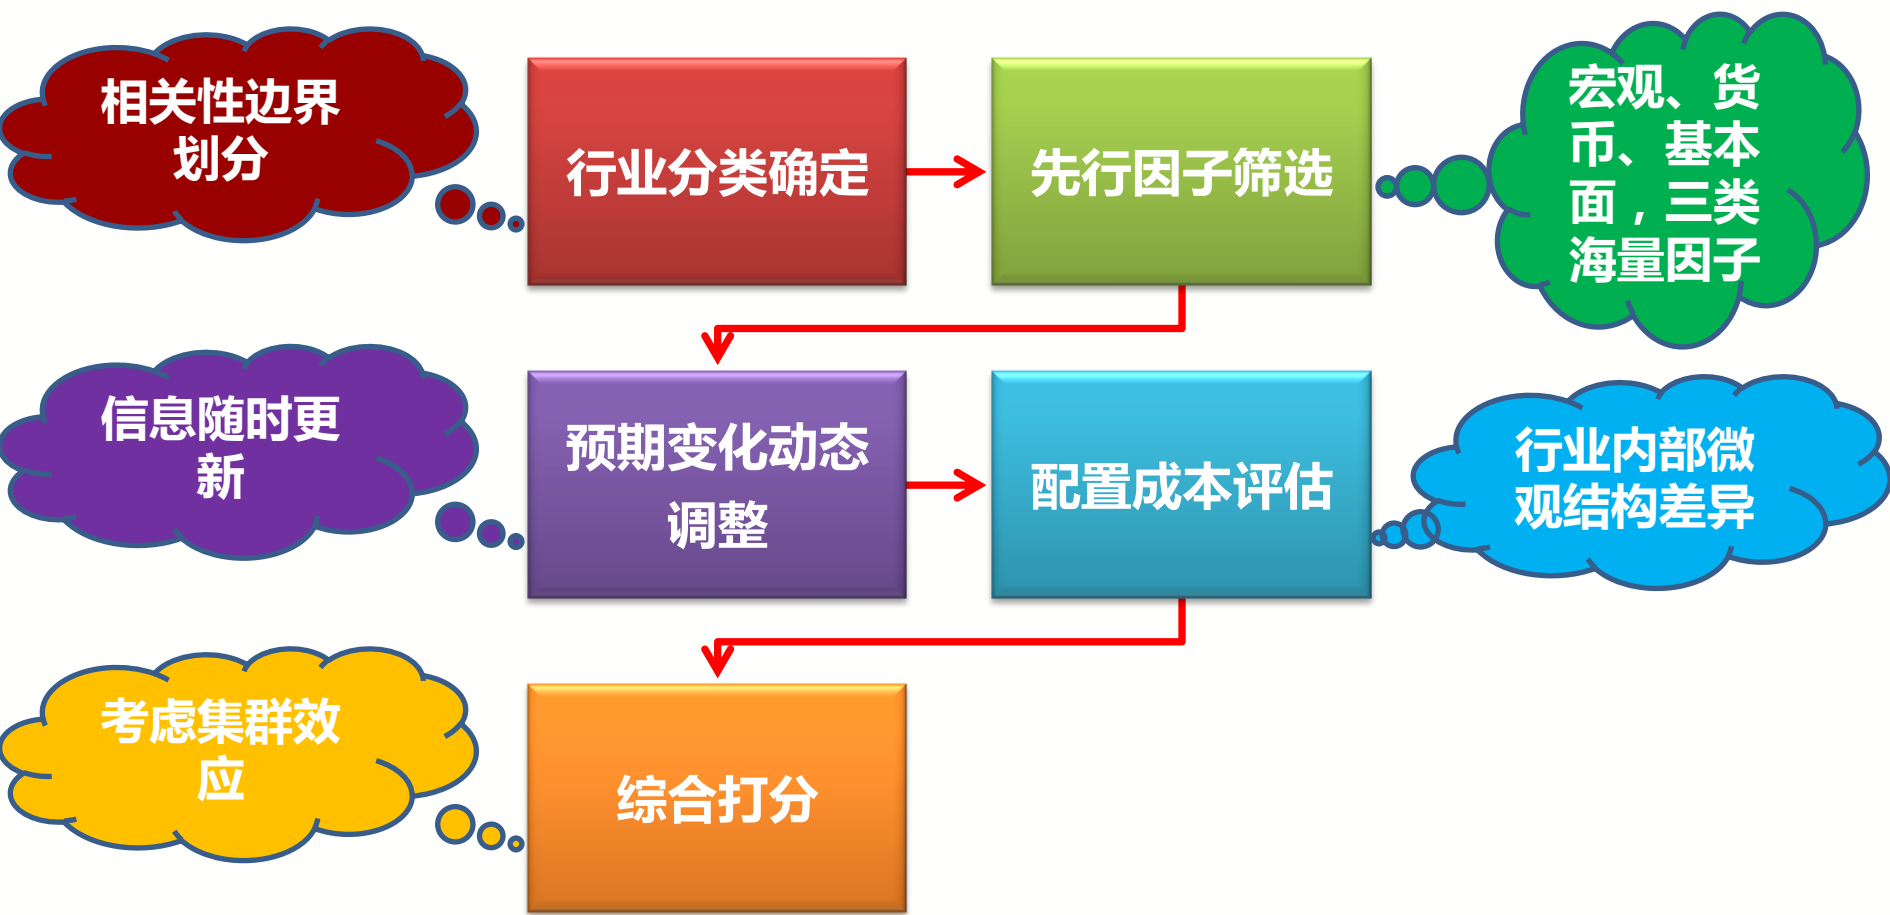 相关性边界
划分
行业分类确定
先行因子筛选
宏观、货
币、基本
面，三类
海量因子
信息随时更
新
预期变化动态
调整
配置成本评估
行业内部微
观结构差异
考虑集群效
应
综合打分